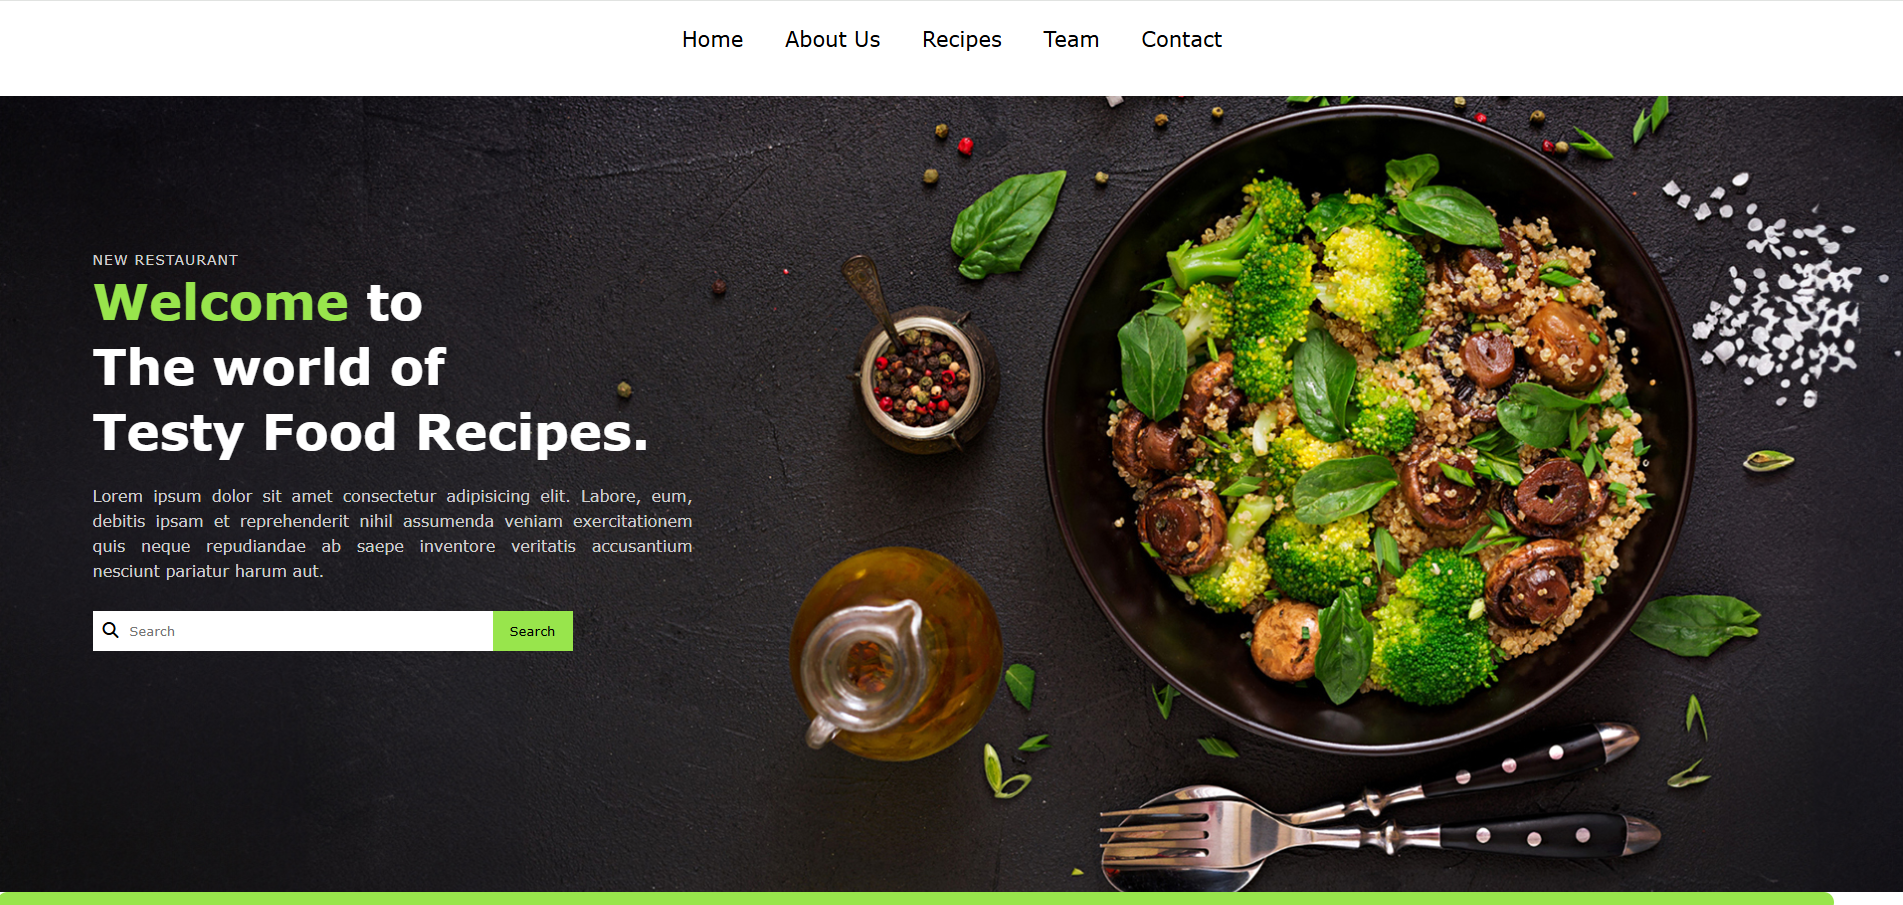 Home About Us Recipes Team Contact
NEW RESTAURANT
Welcome to
The world of
Testy Food Recipes.
Lorem ipsum dolor sit amet consectetur adipisicing elit. Labore, eum,
debitis ipsam et reprehenderit nihil assumenda veniam exercitationem
quis neque repudiandae ab saepe inventore veritatis accusantium
nesciunt pariatur harum aut.
Search Search